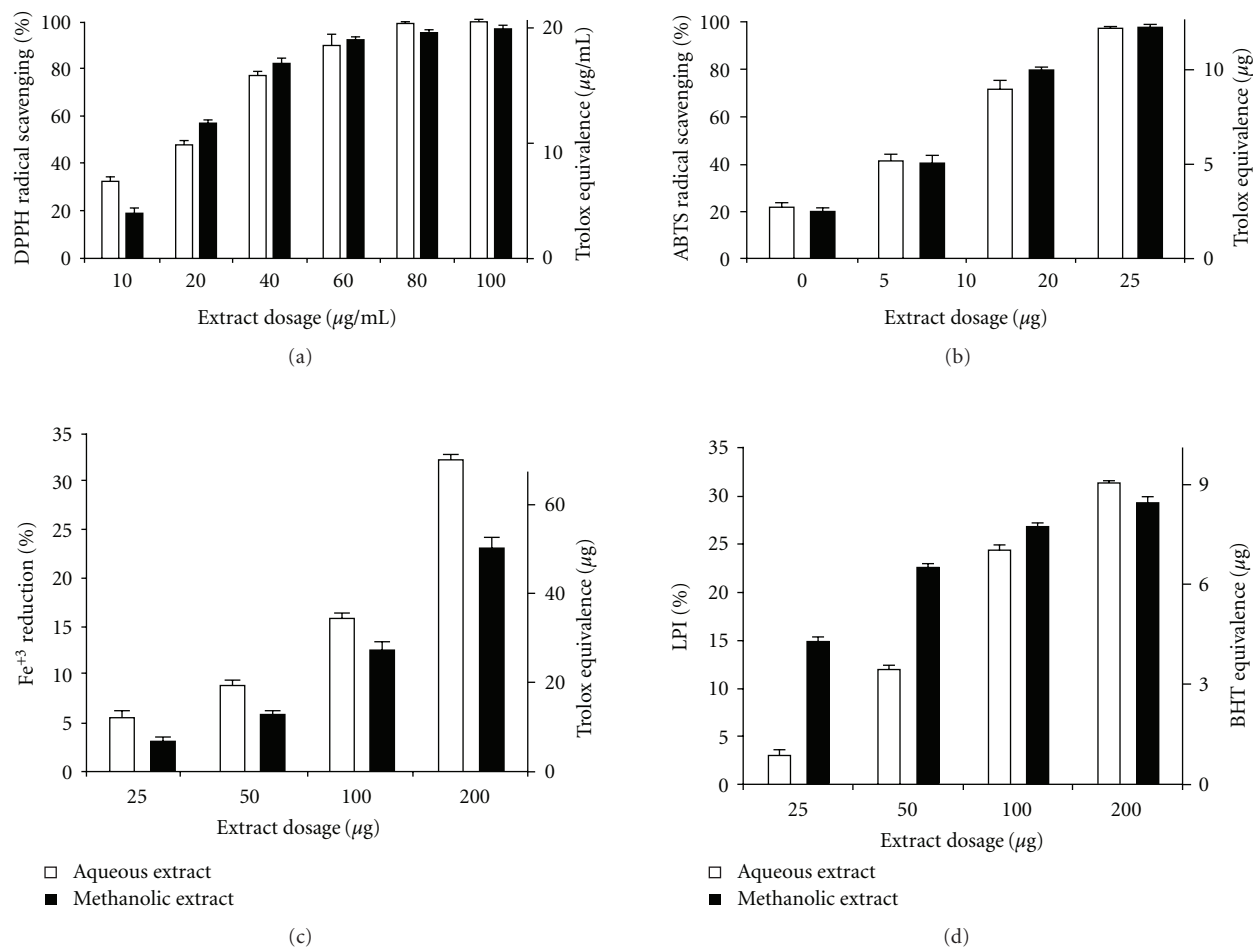 DPPH radical scavenging (%)
100
80
60
40
20
0
20
10
0
Trolox equivalence (µg/mL)
10 20 40 60 80 100
Extract dosage (µg/mL)
(a)
ABTS radical scavenging (%)
100
80
60
40
20
0
10
5
0
Trolox equivalence (µg)
0 5 10 20 25
Extract dosage (µg)
(b)
Fe+3 reduction (%)
35
30
25
20
15
10
5
0
60
40
20
0
Trolox equivalence (µg)
25 50 100 200
Extract dosage (µg)
Aqueous extract
Methanolic extract
(c)
LPI (%)
35
30
25
20
15
10
5
0
9
6
3
0
BHT equivalence (µg)
25 50 100 200
Extract dosage (µg)
Aqueous extract
Methanolic extract
(d)